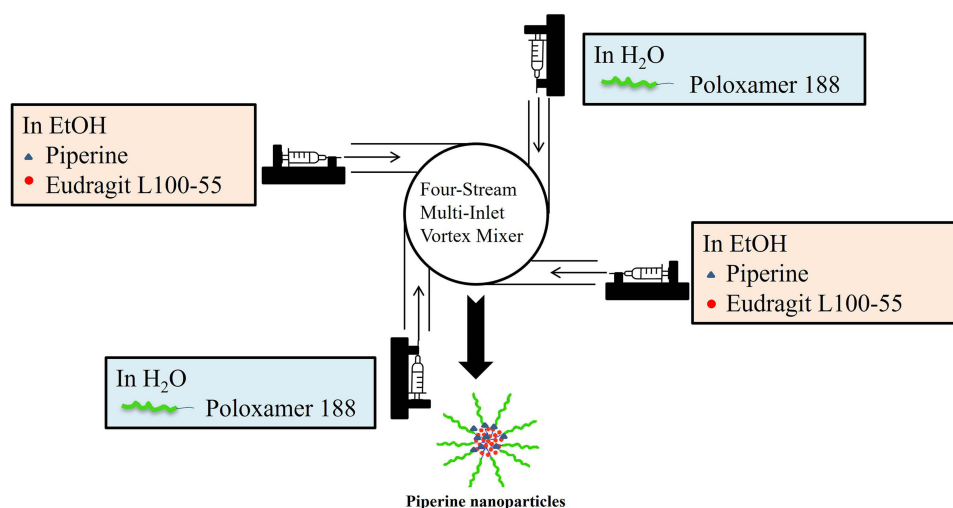 In H₂O
Poloxamer 188
In EtOH
Piperine
Eudragit L100-55
Four-Stream
Multi-Inlet
Vortex Mixer
In EtOH
Piperine
Eudragit L100-55
In H₂O
Poloxamer 188
Piperine nanoparticles